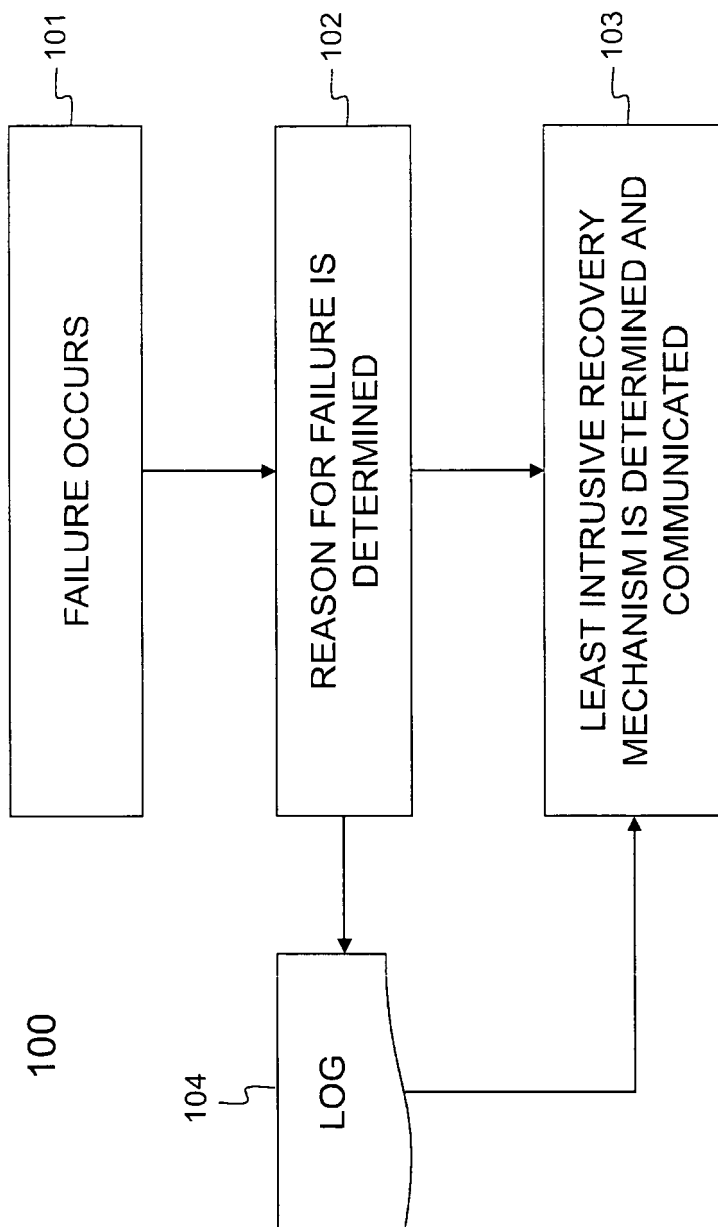 100
FAILURE OCCURS
101
REASON FOR FAILURE IS
DETERMINED
102
LOG
104
LEAST INTRUSIVE RECOVERY
MECHANISM IS DETERMINED AND
COMMUNICATED
103